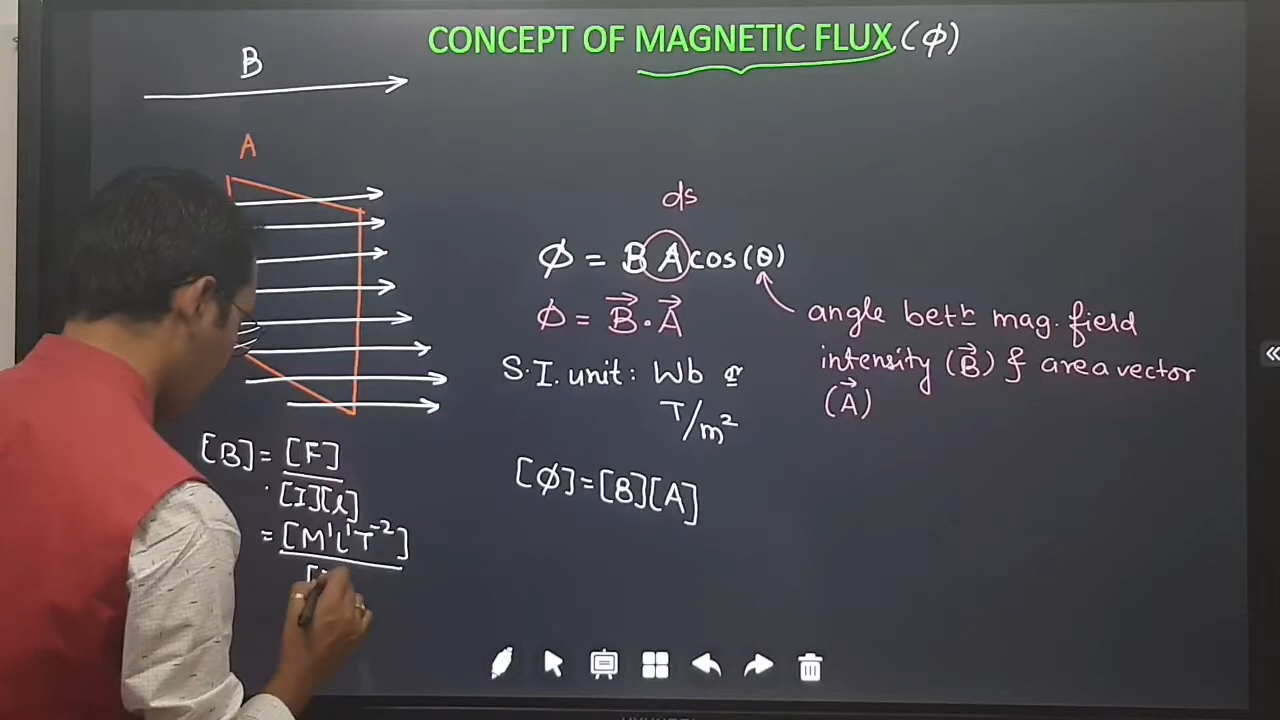 CONCEPT OF MAGNETIC FLUX (ϕ)
B
A
ds
ϕ = B A cos(θ)
ϕ = B⃗ · A⃗
angle betn mag. field
intensity (B⃗) & area vector
(A⃗)
S.I. unit : Wb or
T/m²
[B] = [F]
[I][l]
= [M¹L¹T⁻²]
[ϕ] = [B][A]